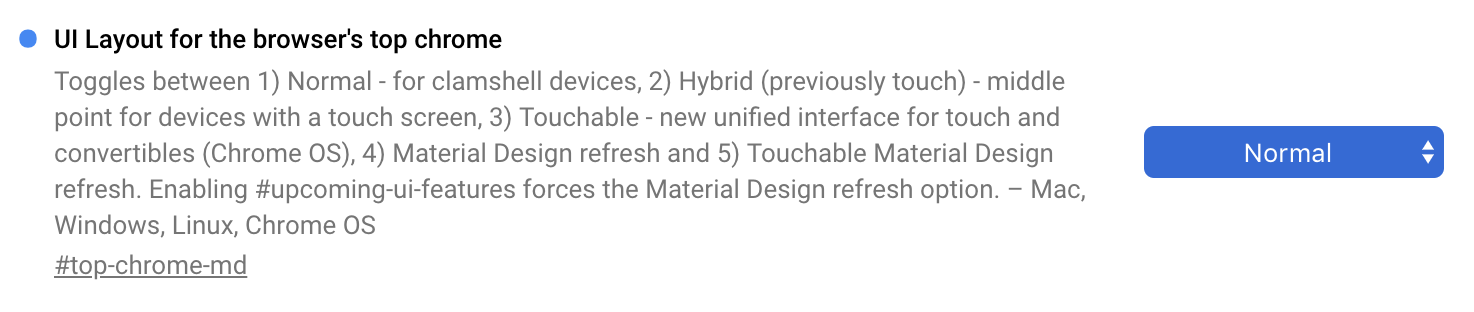 UI Layout for the browser's top chrome
Toggles between 1) Normal - for clamshell devices, 2) Hybrid (previously touch) - middle
point for devices with a touch screen, 3) Touchable - new unified interface for touch and
convertibles (Chrome OS), 4) Material Design refresh and 5) Touchable Material Design
refresh. Enabling #upcoming-ui-features forces the Material Design refresh option. – Mac,
Windows, Linux, Chrome OS
#top-chrome-md
Normal